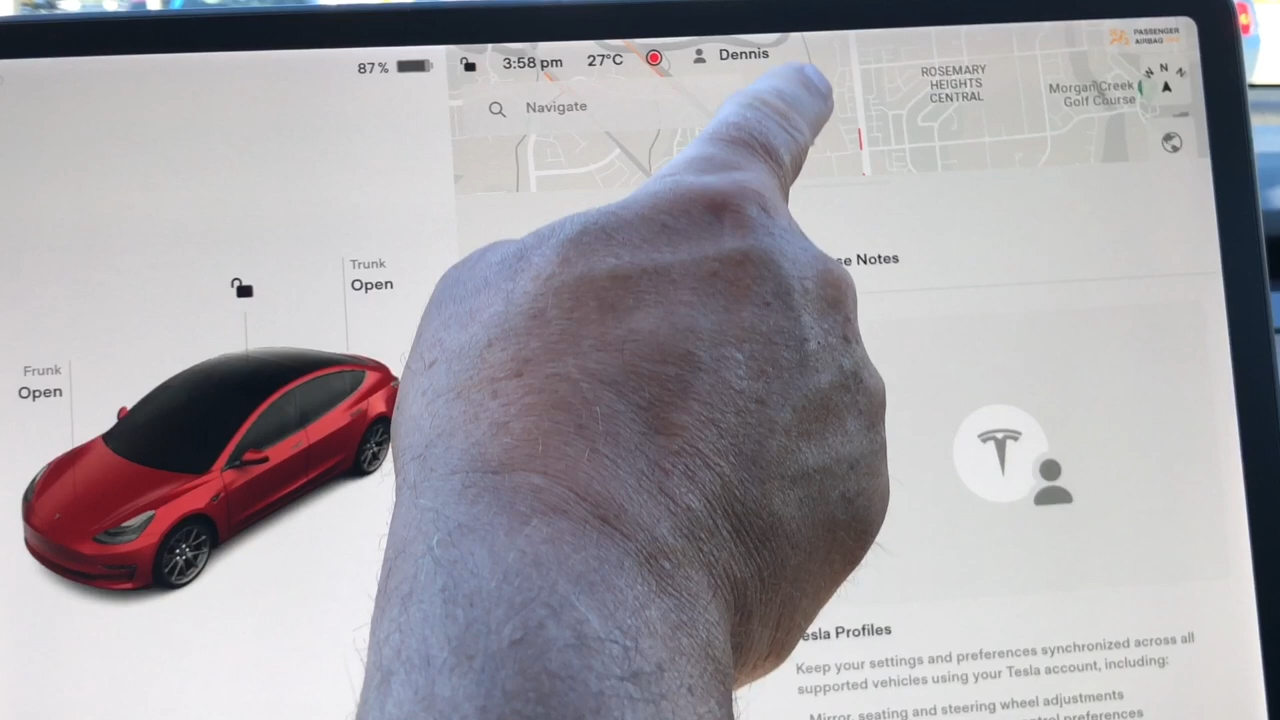 87 %
3:58 pm 27°C Dennis
PASSENGER
AIRBAG
Navigate
ROSEMARY
HEIGHTS
CENTRAL
Morgan Creek
Golf Course
N N N
Trunk
Open
Frunk
Open
Notes
Profiles
Keep your settings and preferences synchronized across all
supported vehicles using your Tesla account, including:
Mirror, seating and steering wheel adjustments
preferences